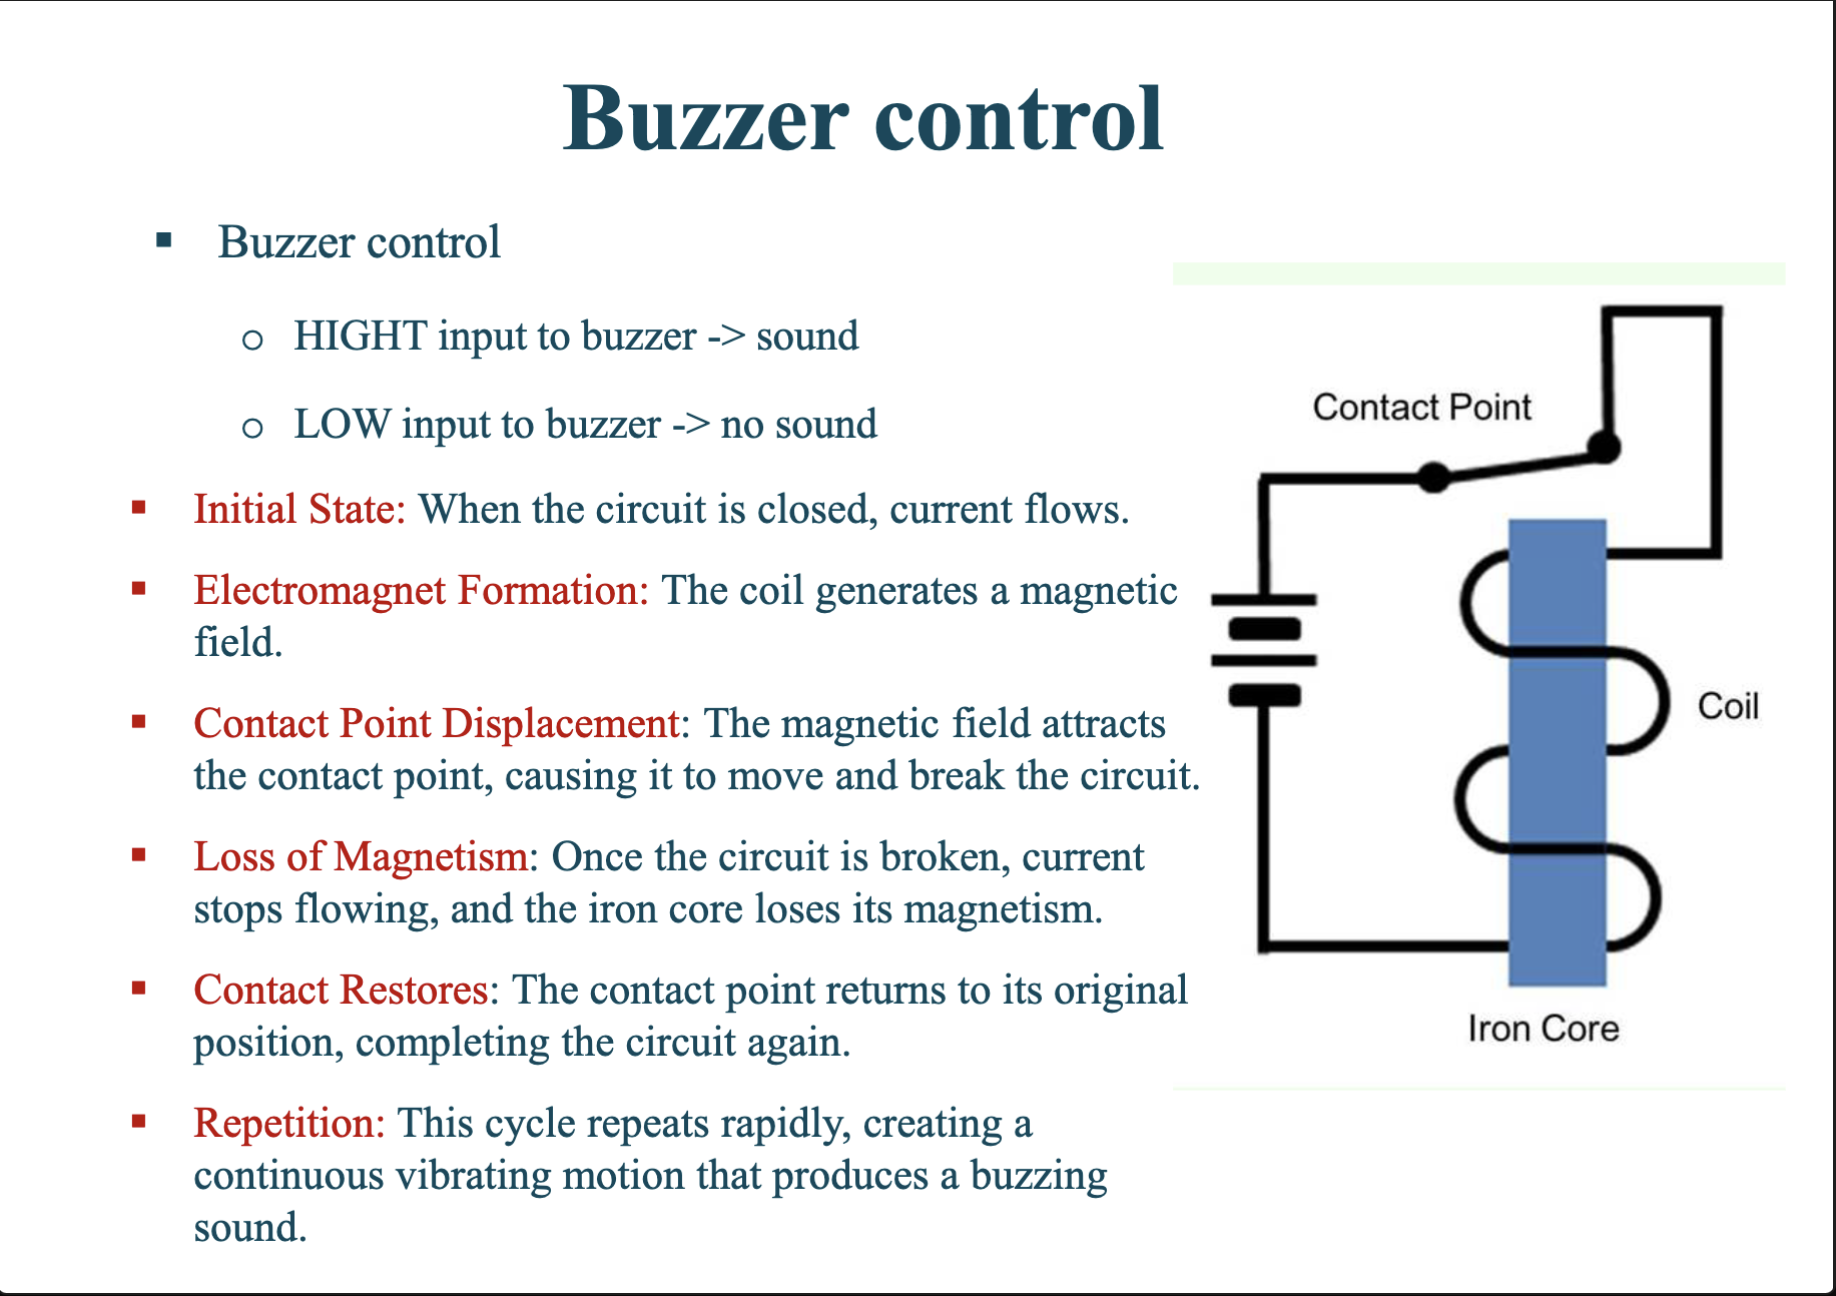 Buzzer control
▪ Buzzer control
o HIGHT input to buzzer -> sound
o LOW input to buzzer -> no sound
▪ Initial State: When the circuit is closed, current flows.
▪ Electromagnet Formation: The coil generates a magnetic
field.
▪ Contact Point Displacement: The magnetic field attracts
the contact point, causing it to move and break the circuit.
▪ Loss of Magnetism: Once the circuit is broken, current
stops flowing, and the iron core loses its magnetism.
▪ Contact Restores: The contact point returns to its original
position, completing the circuit again.
▪ Repetition: This cycle repeats rapidly, creating a
continuous vibrating motion that produces a buzzing
sound.
Contact Point
Coil
Iron Core